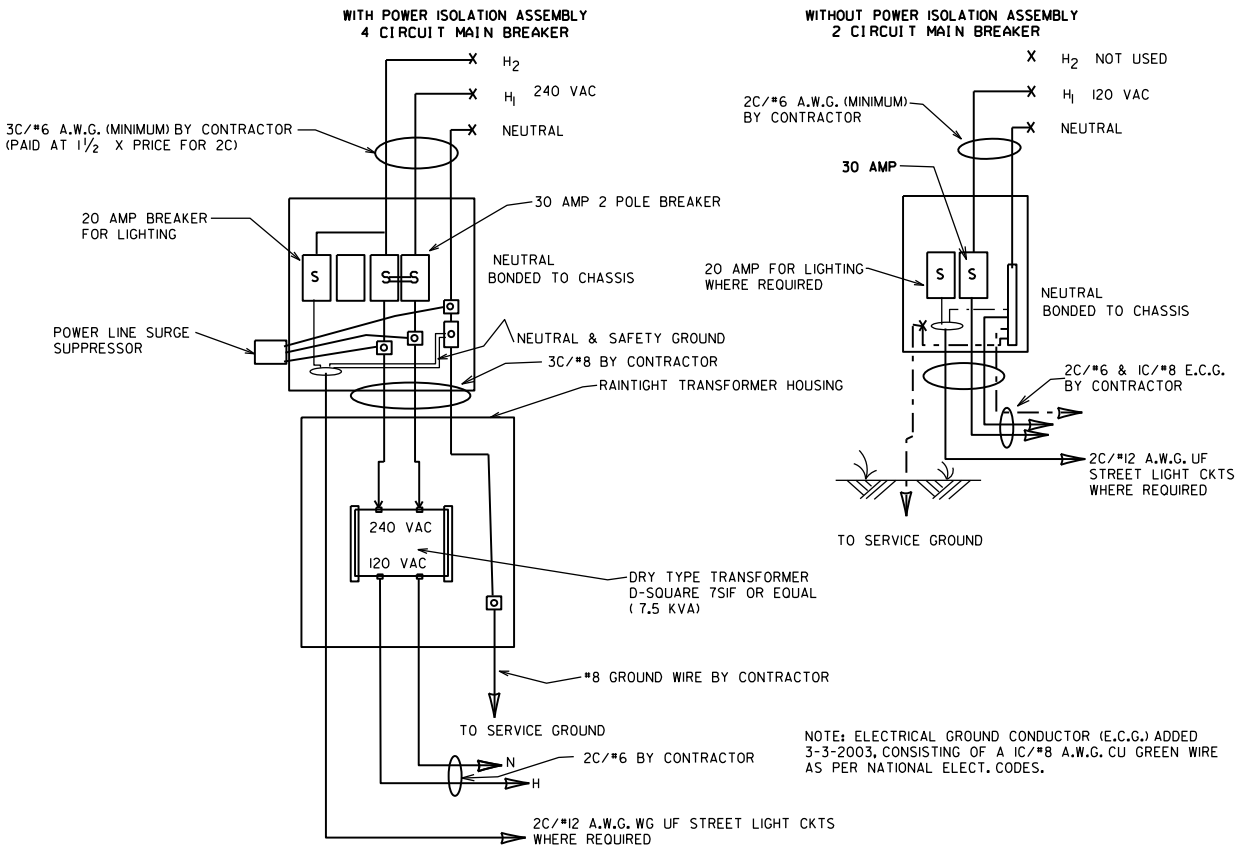 WITH POWER ISOLATION ASSEMBLY
4 CIRCUIT MAIN BREAKER
H2
H1 240 VAC
NEUTRAL
3C/#6 A.W.G. (MINIMUM) BY CONTRACTOR
(PAID AT 1 1/2 X PRICE FOR 2C)
20 AMP BREAKER
FOR LIGHTING
30 AMP 2 POLE BREAKER
S
S S
NEUTRAL
BONDED TO CHASSIS
POWER LINE SURGE
SUPPRESSOR
NEUTRAL & SAFETY GROUND
3C/#8 BY CONTRACTOR
RAINTIGHT TRANSFORMER HOUSING
240 VAC
120 VAC
DRY TYPE TRANSFORMER
D-SQUARE 7S1F OR EQUAL
( 7.5 KVA)
#8 GROUND WIRE BY CONTRACTOR
TO SERVICE GROUND
N
2C/#6 BY CONTRACTOR
H
2C/#12 A.W.G. WG UF STREET LIGHT CKTS
WHERE REQUIRED
WITHOUT POWER ISOLATION ASSEMBLY
2 CIRCUIT MAIN BREAKER
H2 NOT USED
H1 120 VAC
NEUTRAL
2C/#6 A.W.G. (MINIMUM)
BY CONTRACTOR
30 AMP
20 AMP FOR LIGHTING
WHERE REQUIRED
S S
NEUTRAL
BONDED TO CHASSIS
2C/#6 & 1C/#8 E.C.G.
BY CONTRACTOR
2C/#12 A.W.G. UF
STREET LIGHT CKTS
WHERE REQUIRED
TO SERVICE GROUND
NOTE: ELECTRICAL GROUND CONDUCTOR (E.C.G.) ADDED
3-3-2003, CONSISTING OF A 1C/#8 A.W.G. CU GREEN WIRE
AS PER NATIONAL ELECT. CODES.